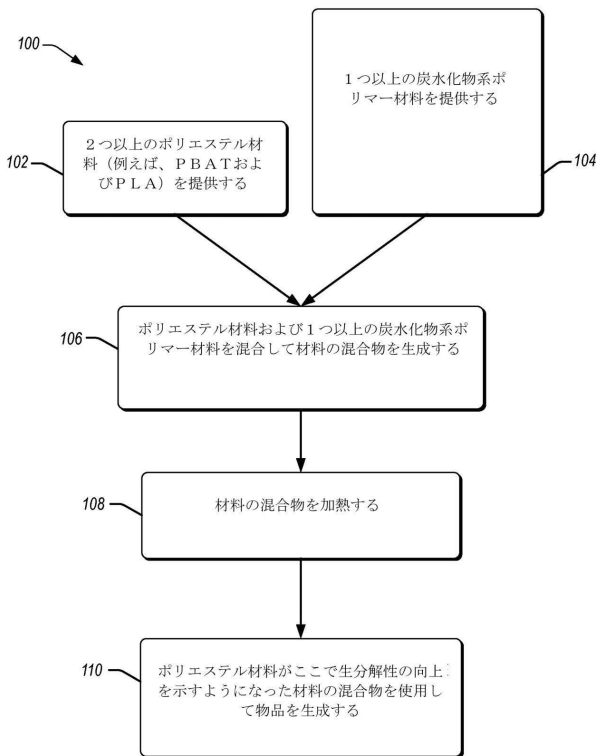 100
１つ以上の炭水化物系ポ
リマー材料を提供する
104
102
２つ以上のポリエステル材
料（例えば、ＰＢＡＴおよ
びＰＬＡ）を提供する
106
ポリエステル材料および１つ以上の炭水化物系ポ
リマー材料を混合して材料の混合物を生成する
108
材料の混合物を加熱する
110
ポリエステル材料がここで生分解性の向上
を示すようになった材料の混合物を使用し
て物品を生成する